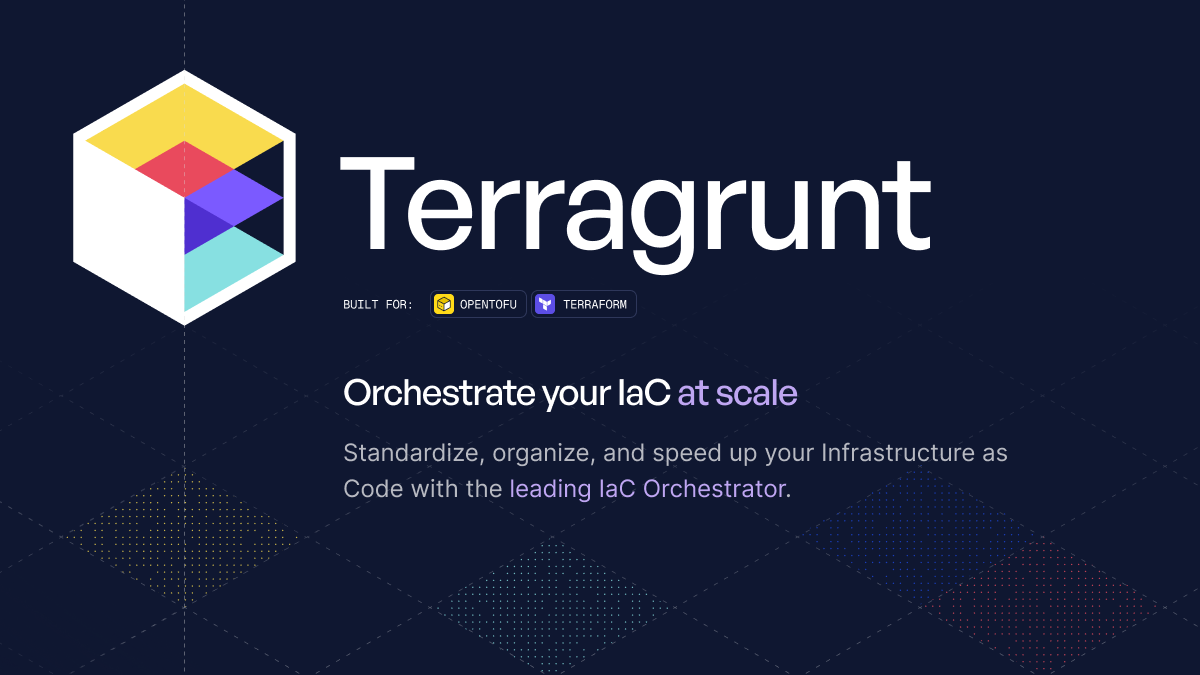 Terragrunt
BUILT FOR: OPENTOFU TERRAFORM
Orchestrate your IaC at scale
Standardize, organize, and speed up your Infrastructure as
Code with the leading IaC Orchestrator.